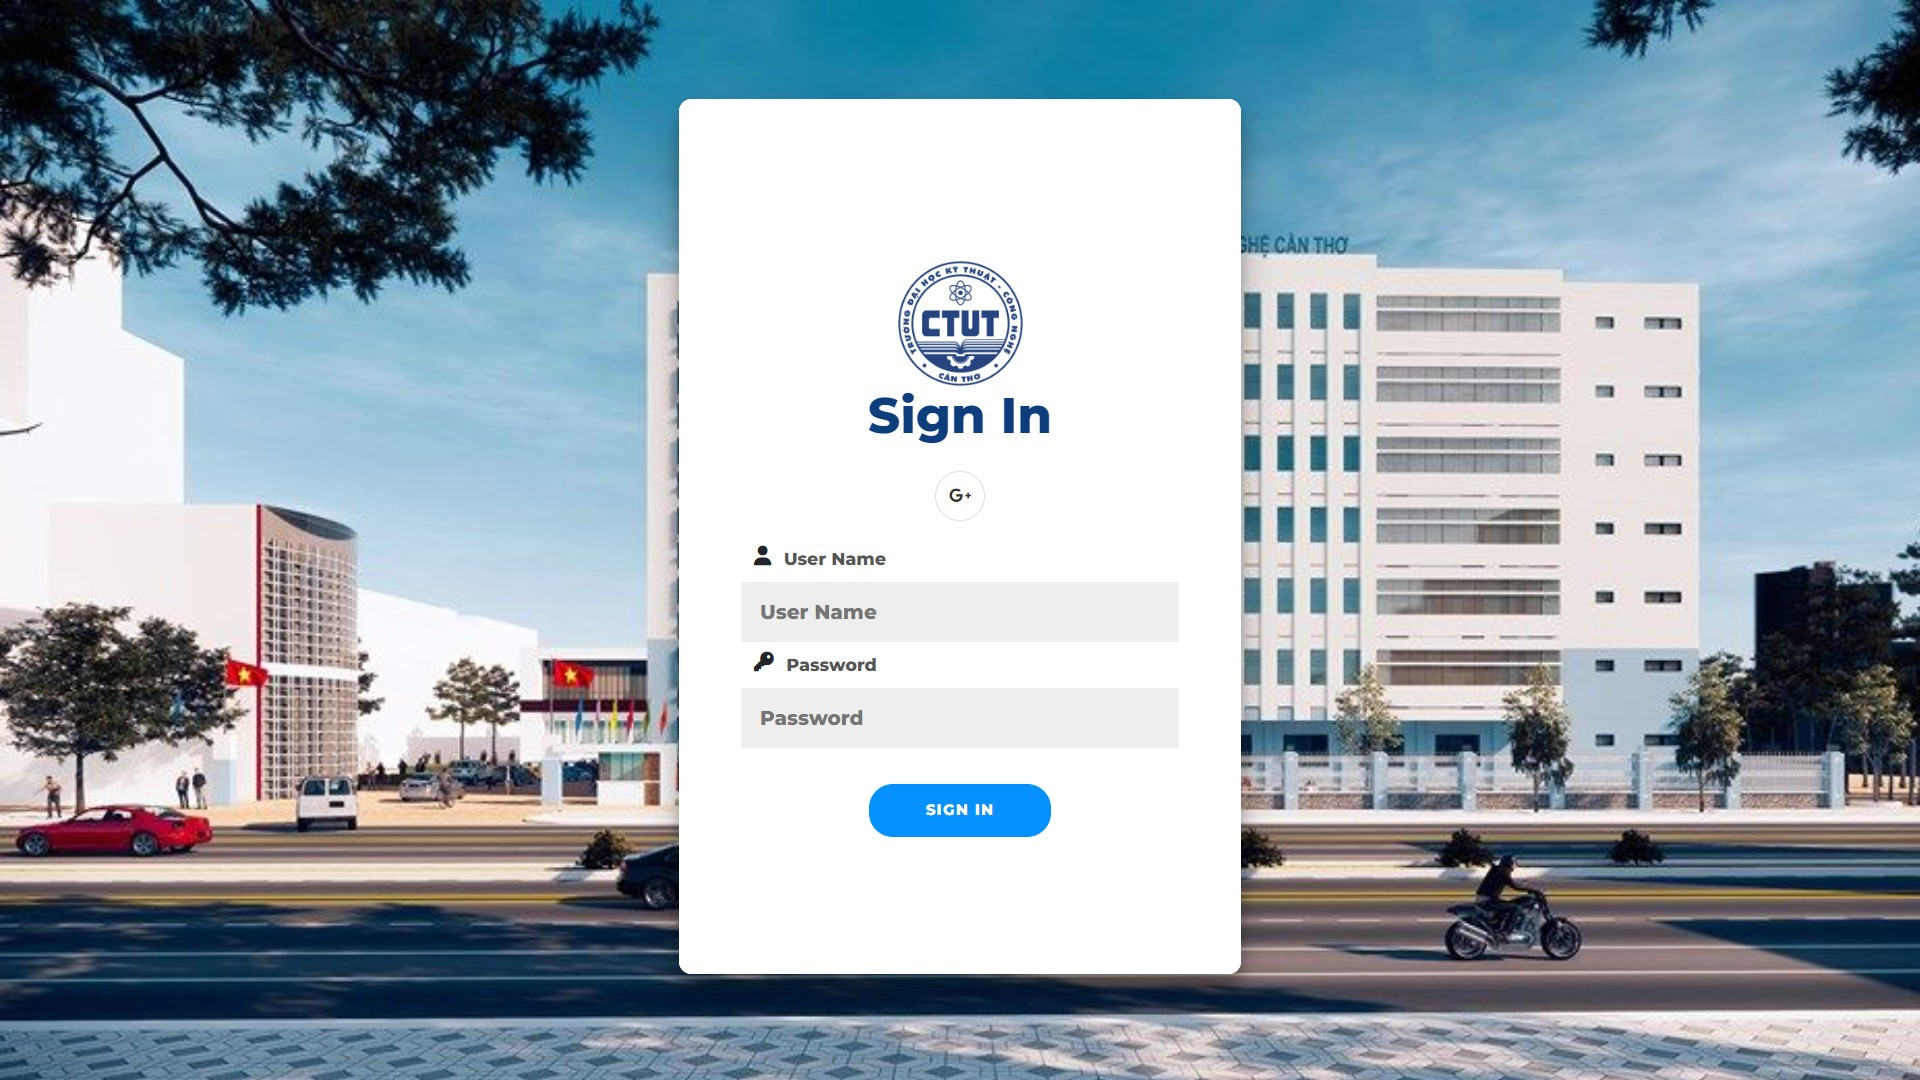 GHỆ CẦN THƠ
TRƯỜNG ĐẠI HỌC KỸ THUẬT - CÔNG NGHỆ
CTUT
CẦN THƠ
Sign In
G+
User Name
User Name
Password
Password
SIGN IN